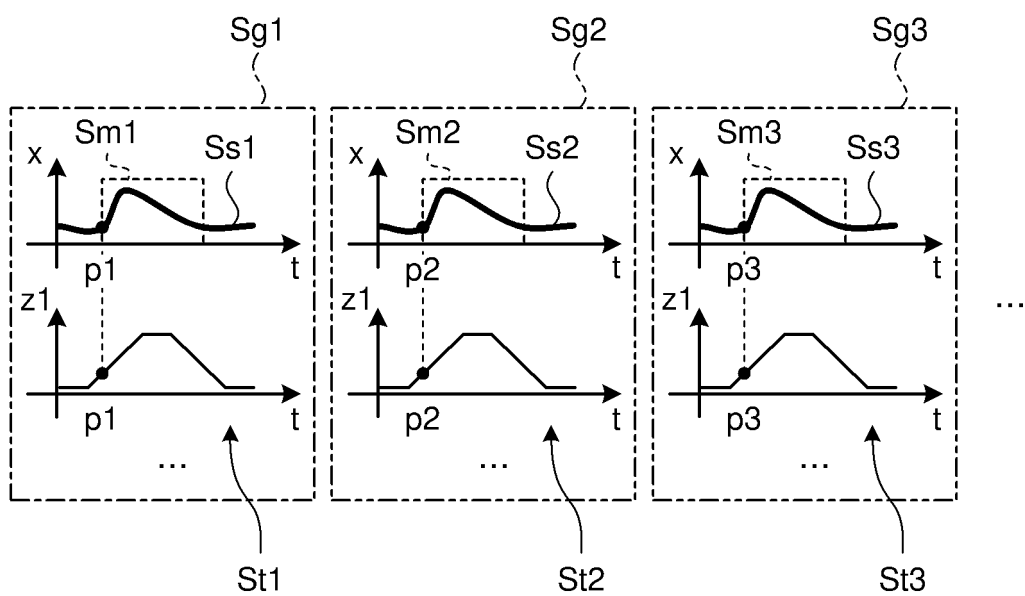 Sg1 Sg2 Sg3
Sm1 Sm2 Sm3
x Ss1 x Ss2 x Ss3
p1 t p2 t p3 t
z1 z1 z1 ...
p1 t p2 t p3 t
... ... ...
St1 St2 St3